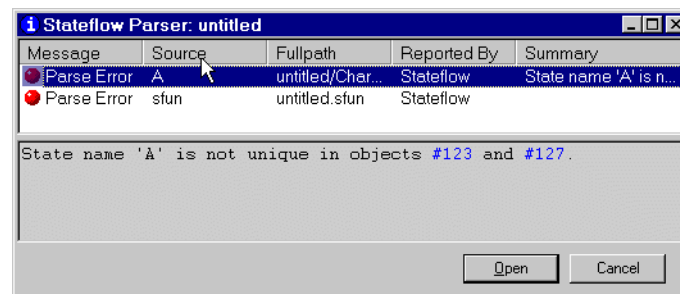 Stateflow Parser: untitled
Message Source Fullpath Reported By Summary
Parse Error A untitled/Char... Stateflow State name 'A' is n...
Parse Error sfun untitled.sfun Stateflow
State name 'A' is not unique in objects #123 and #127.
Open Cancel